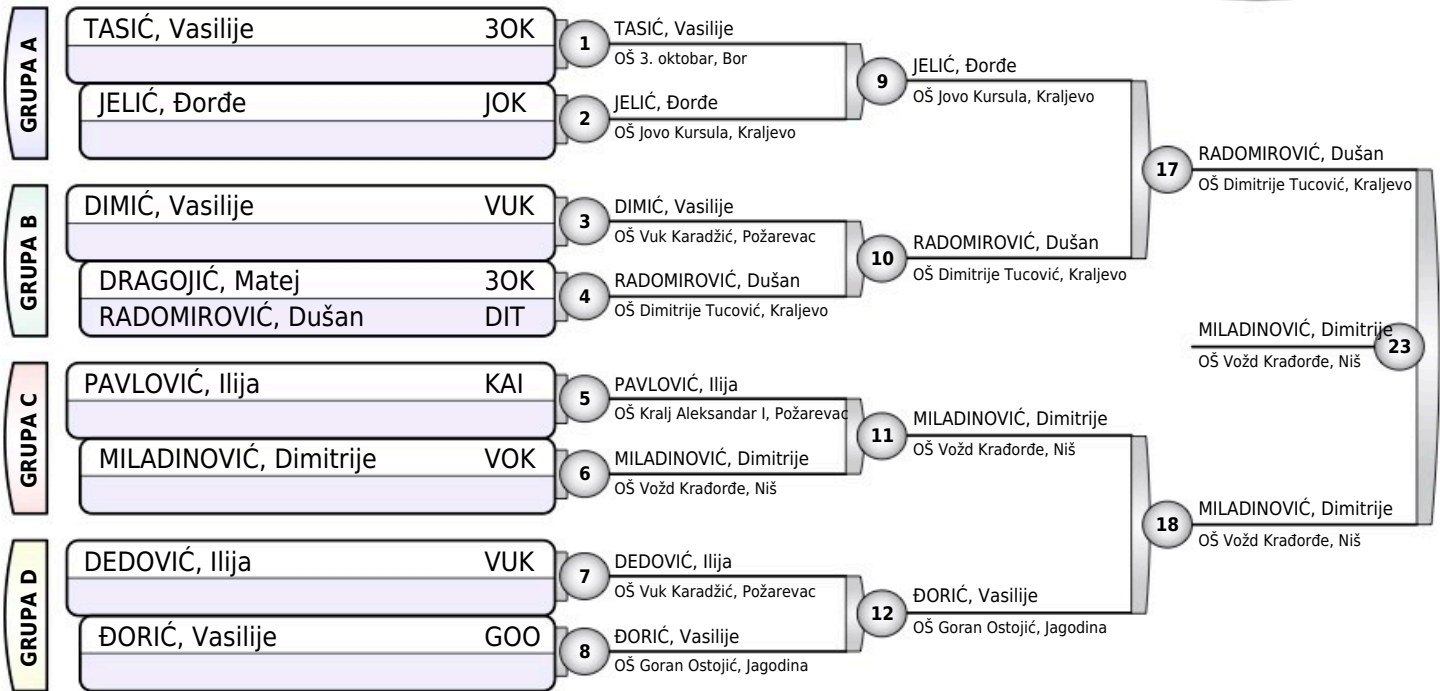 GRUPA A
TASIĆ, Vasilije 3OK
JELIĆ, Đorđe JOK
1
TASIĆ, Vasilije
OŠ 3. oktobar, Bor
2
JELIĆ, Đorđe
OŠ Jovo Kursula, Kraljevo
9
JELIĆ, Đorđe
OŠ Jovo Kursula, Kraljevo
GRUPA B
DIMIĆ, Vasilije VUK
DRAGOJIĆ, Matej 3OK
RADOMIROVIĆ, Dušan DIT
3
DIMIĆ, Vasilije
OŠ Vuk Karadžić, Požarevac
4
RADOMIROVIĆ, Dušan
OŠ Dimitrije Tucović, Kraljevo
10
RADOMIROVIĆ, Dušan
OŠ Dimitrije Tucović, Kraljevo
17
RADOMIROVIĆ, Dušan
OŠ Dimitrije Tucović, Kraljevo
GRUPA C
PAVLOVIĆ, Ilija KAI
MILADINOVIĆ, Dimitrije VOK
5
PAVLOVIĆ, Ilija
OŠ Kralj Aleksandar I, Požarevac
6
MILADINOVIĆ, Dimitrije
OŠ Vožd Krađorđe, Niš
11
MILADINOVIĆ, Dimitrije
OŠ Vožd Krađorđe, Niš
GRUPA D
DEDOVIĆ, Ilija VUK
ĐORIĆ, Vasilije GOO
7
DEDOVIĆ, Ilija
OŠ Vuk Karadžić, Požarevac
8
ĐORIĆ, Vasilije
OŠ Goran Ostojić, Jagodina
12
ĐORIĆ, Vasilije
OŠ Goran Ostojić, Jagodina
18
MILADINOVIĆ, Dimitrije
OŠ Vožd Krađorđe, Niš
MILADINOVIĆ, Dimitrije
OŠ Vožd Krađorđe, Niš
23